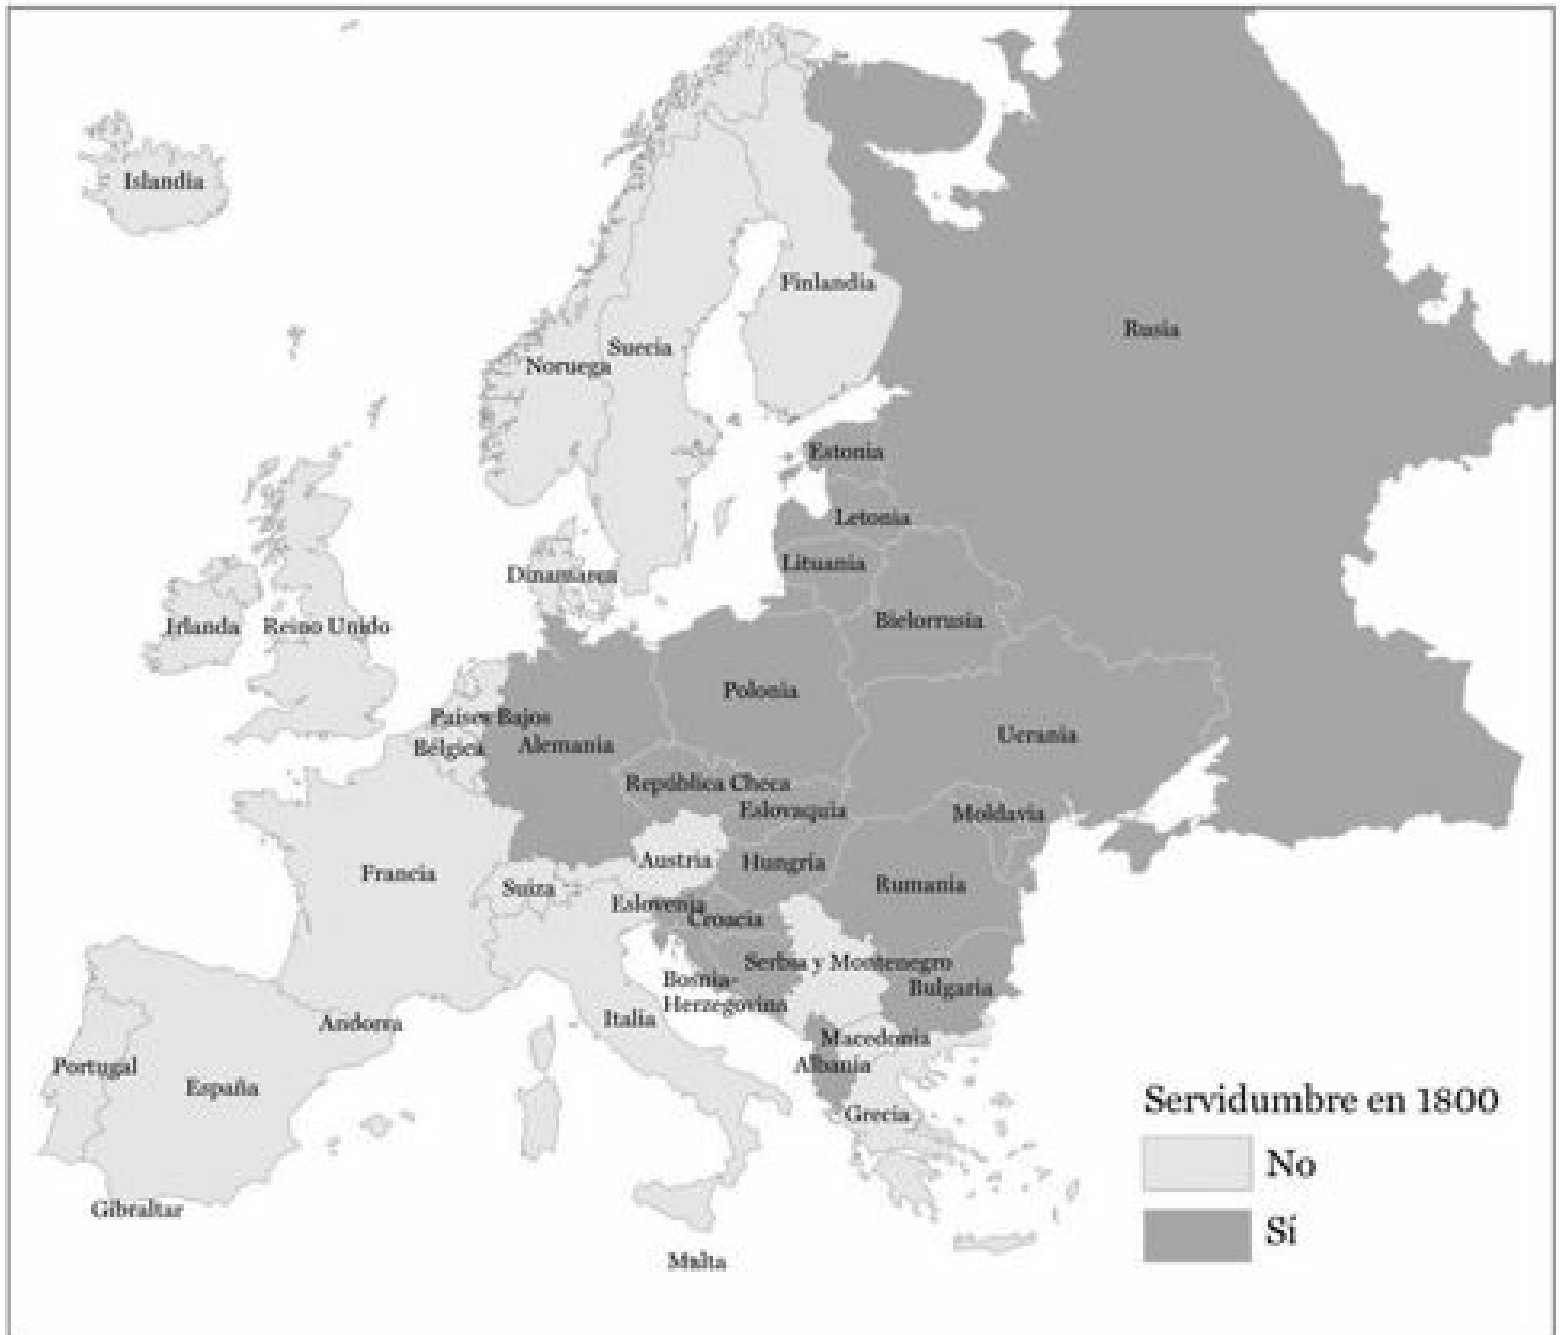 Islandia
Finlandia
Rusia
Suecia
Noruega
Estonia
Letonia
Lituania
Dinamarca
Bielorrusia
Irlanda
Reino Unido
Polonia
Países Bajos
Ucrania
Bélgica
Alemania
República Checa
Eslovaquia
Moldavia
Austria
Hungría
Francia
Suiza
Rumanía
Eslovenia
Croacia
Serbia y Montenegro
Bosnia-
Herzegovina
Bulgaria
Italia
Andorra
Macedonia
Albania
Portugal
España
Grecia
Gibraltar
Malta
Servidumbre en 1800
No
Sí